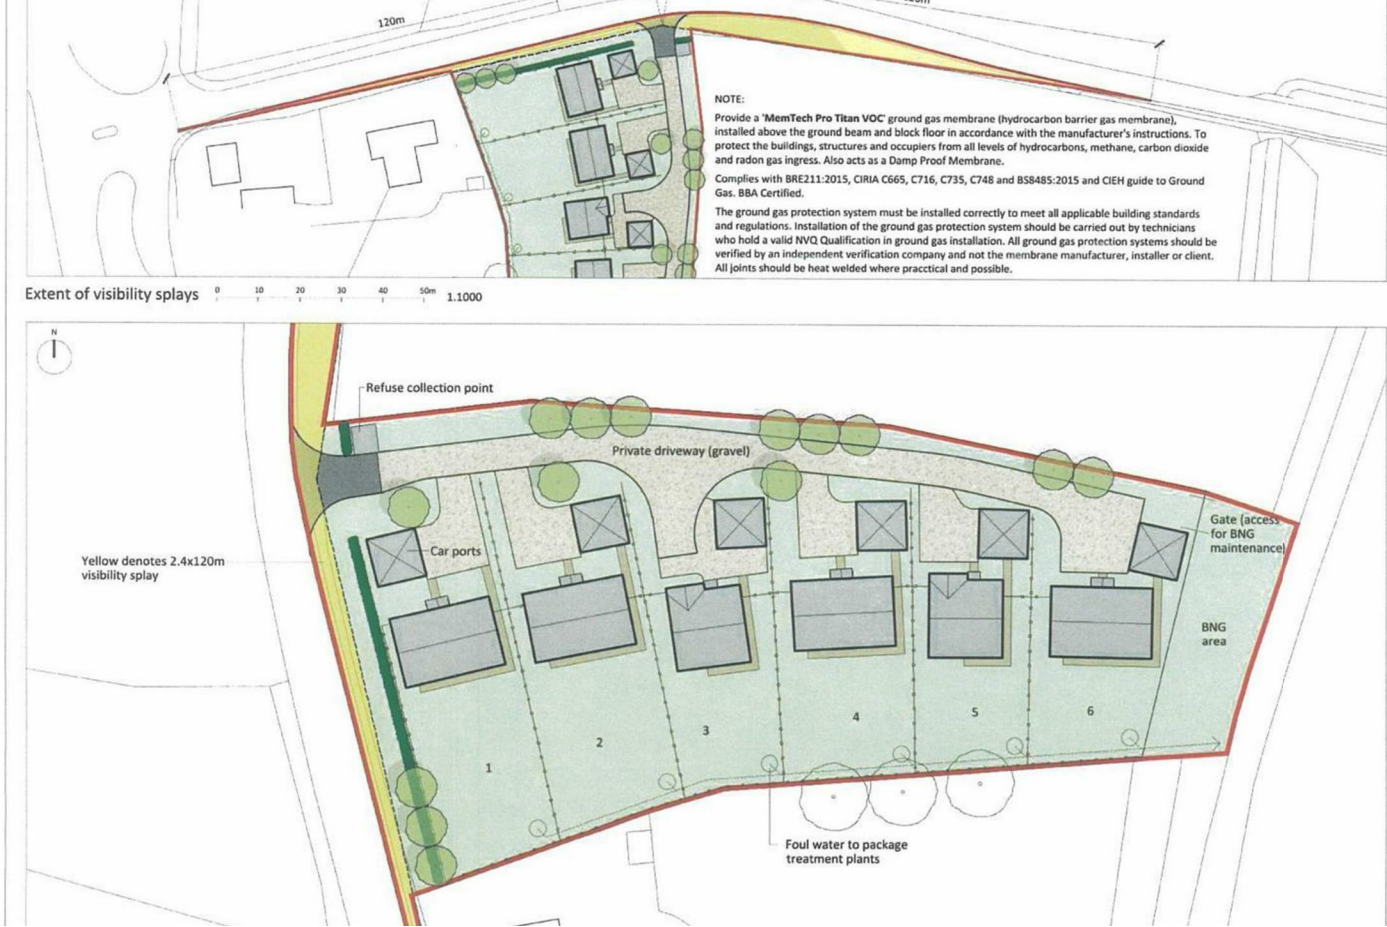 120m
NOTE:
Provide a 'MemTech Pro Titan VOC' ground gas membrane (hydrocarbon barrier gas membrane),
installed above the ground beam and block floor in accordance with the manufacturer's instructions. To
protect the buildings, structures and occupiers from all levels of hydrocarbons, methane, carbon dioxide
and radon gas ingress. Also acts as a Damp Proof Membrane.
Complies with BRE211:2015, CIRIA C665, C716, C735, C748 and BS8485:2015 and CIEH guide to Ground
Gas. BBA Certified.
The ground gas protection system must be installed correctly to meet all applicable building standards
and regulations. Installation of the ground gas protection system should be carried out by technicians
who hold a valid NVQ Qualification in ground gas installation. All ground gas protection systems should be
verified by an independent verification company and not the membrane manufacturer, installer or client.
All joints should be heat welded where pracctical and possible.
Extent of visibility splays
0 10 20 30 40 50m
1.1000
N
Refuse collection point
Private driveway (gravel)
Gate (access
for BNG
maintenance)
Car ports
Yellow denotes 2.4x120m
visibility splay
BNG
area
1
2
3
4
5
6
Foul water to package
treatment plants